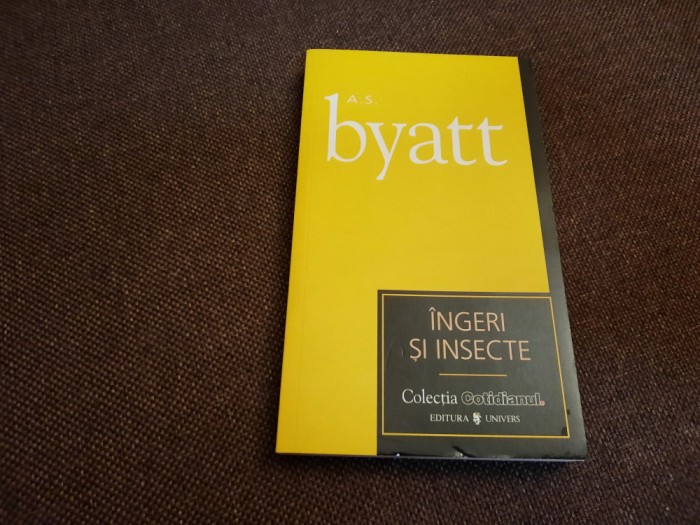 A.S.
byatt
ÎNGERI
ȘI INSECTE
Colecția Cotidianul.
EDITURA UNIVERS